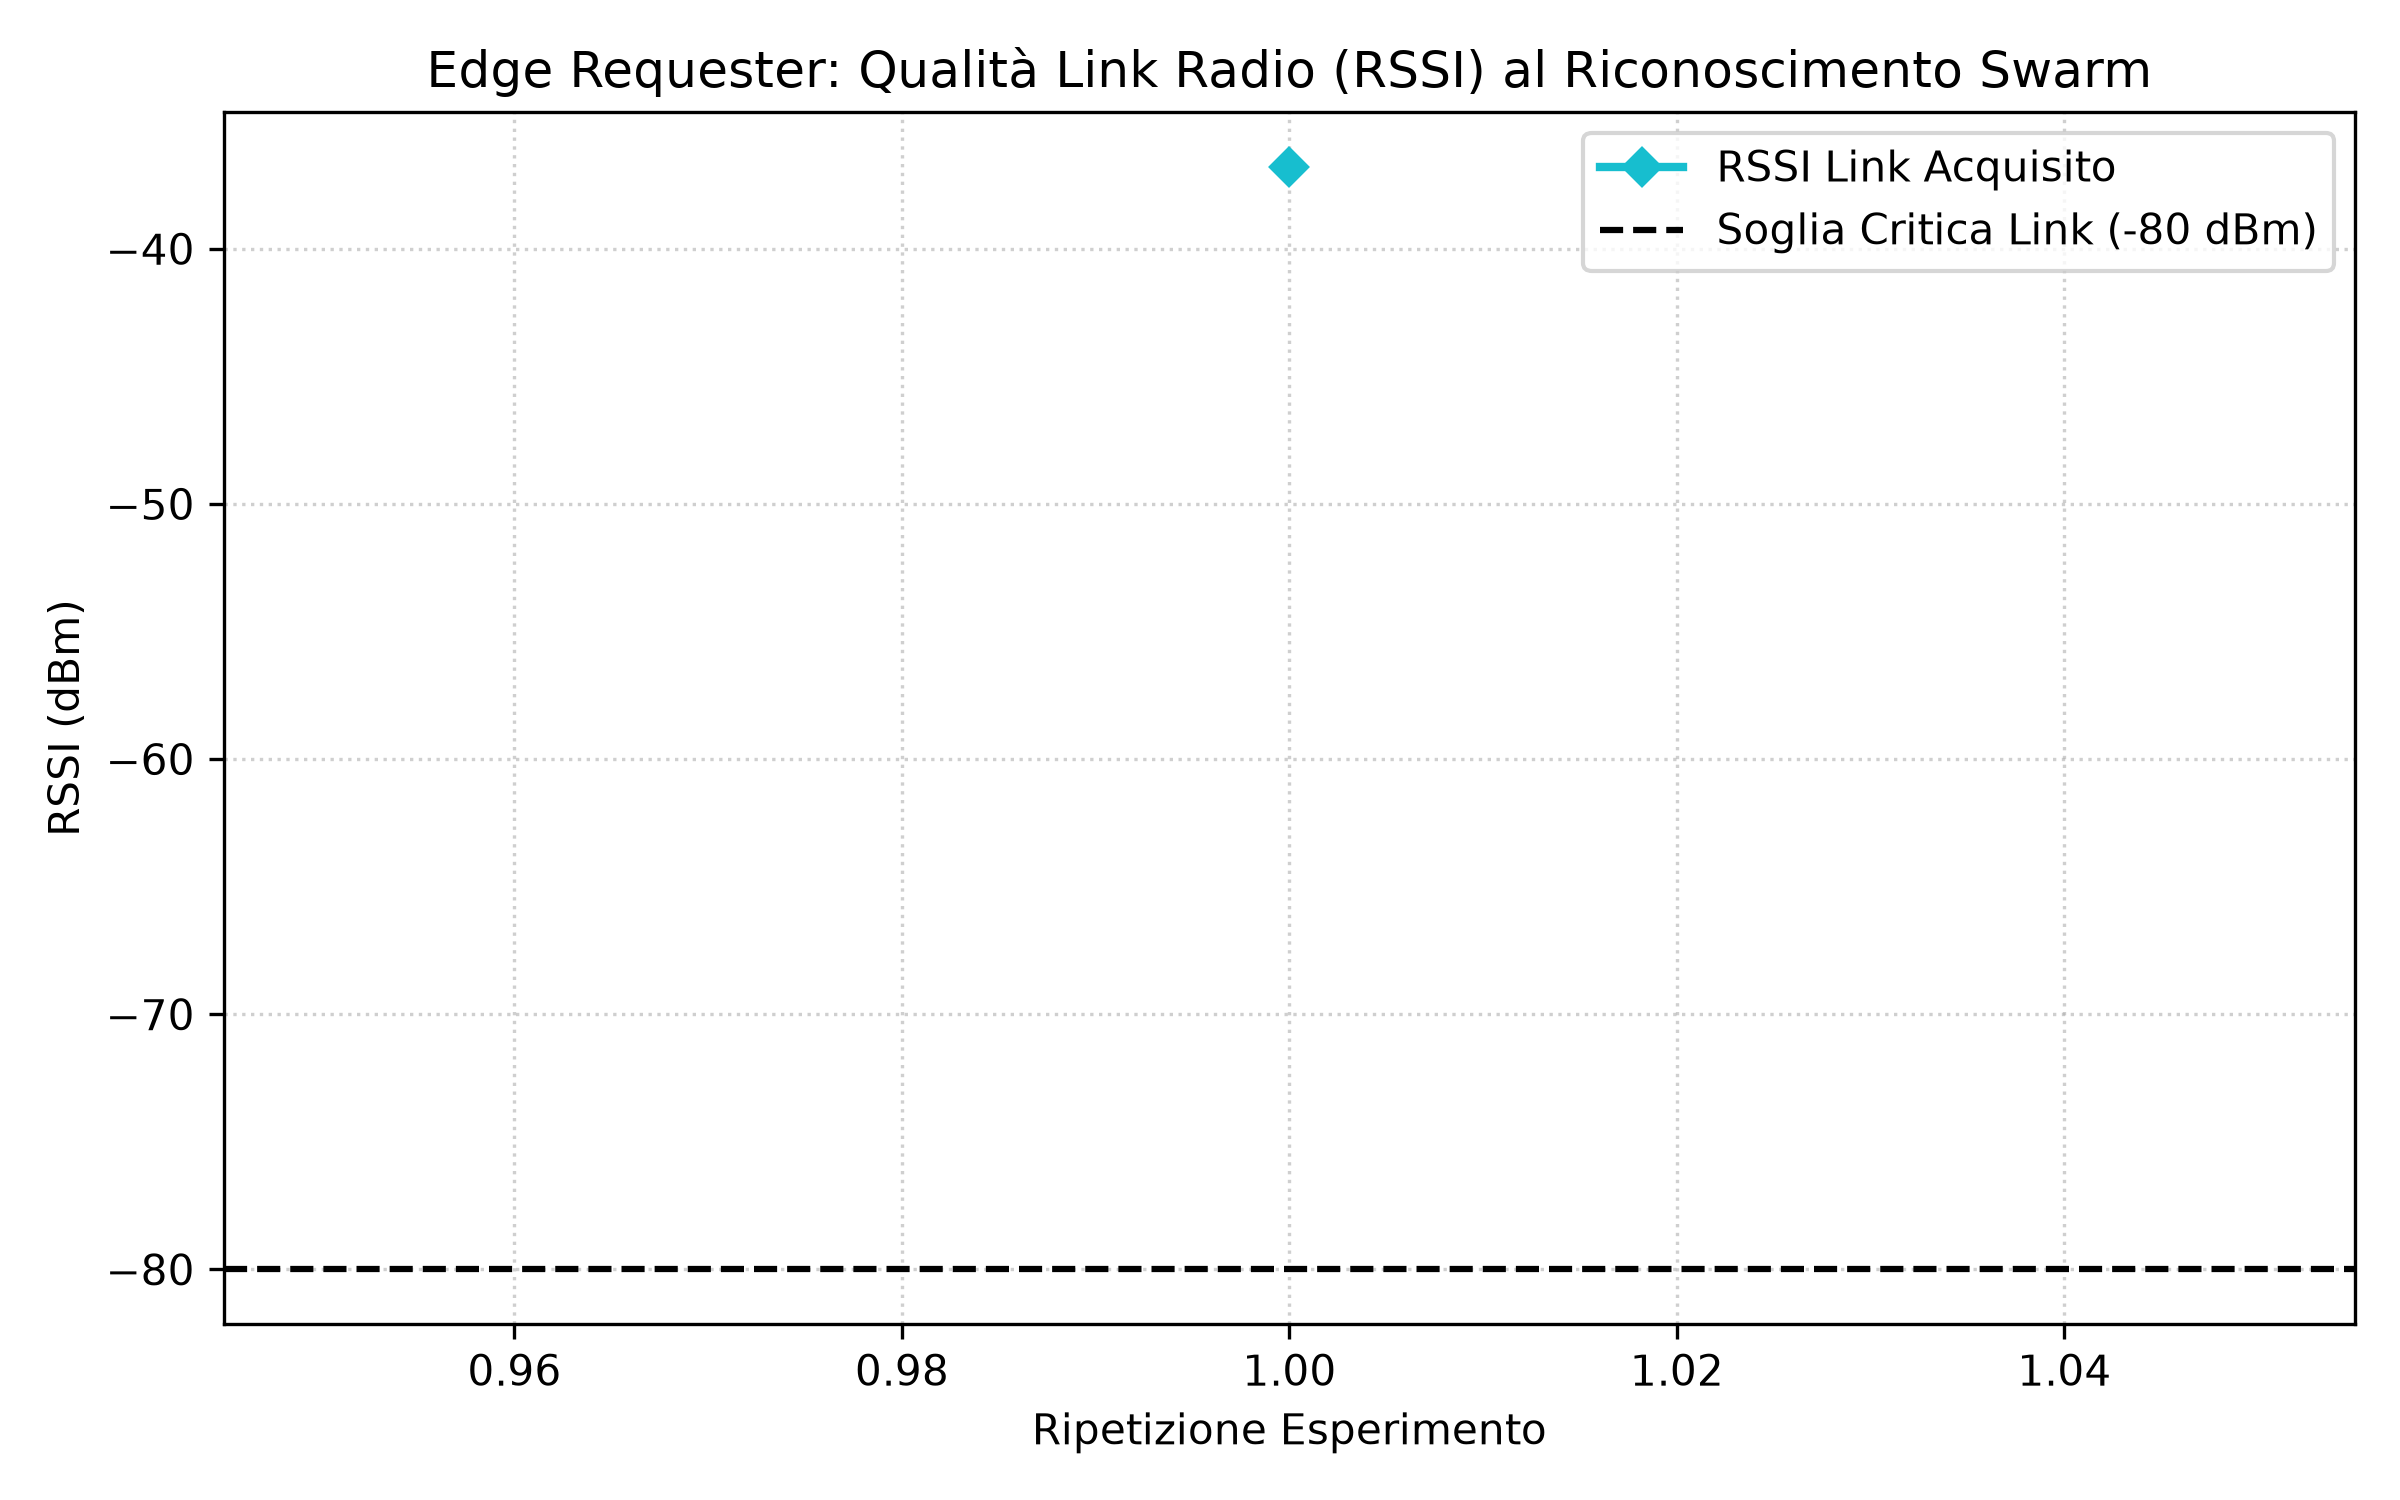 Edge Requester: Qualità Link Radio (RSSI) al Riconoscimento Swarm
RSSI Link Acquisito
Soglia Critica Link (-80 dBm)
RSSI (dBm)
−40
−50
−60
−70
−80
0.96
0.98
1.00
1.02
1.04
Ripetizione Esperimento